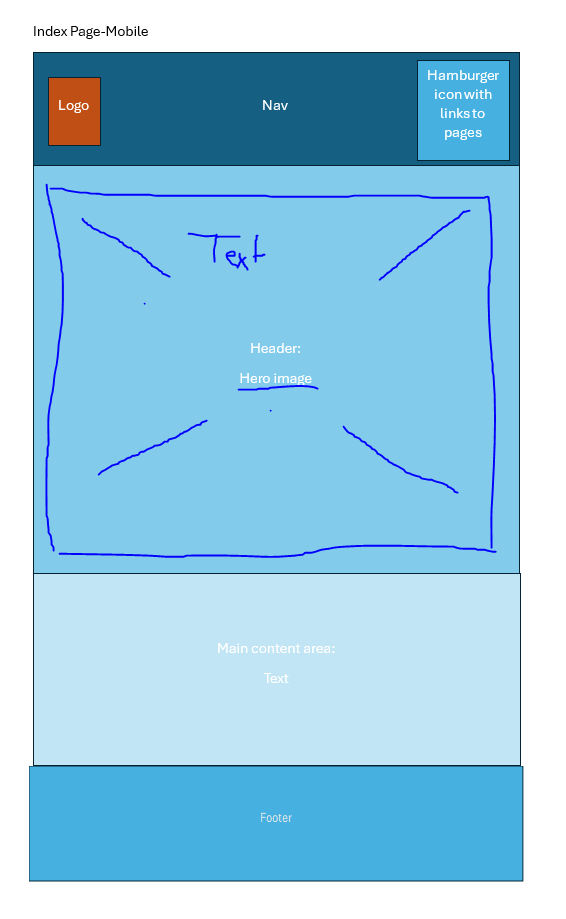 Index Page-Mobile
Logo
Nav
Hamburger
icon with
links to
pages
Text
Header:
Hero image
Main content area:
Text
Footer